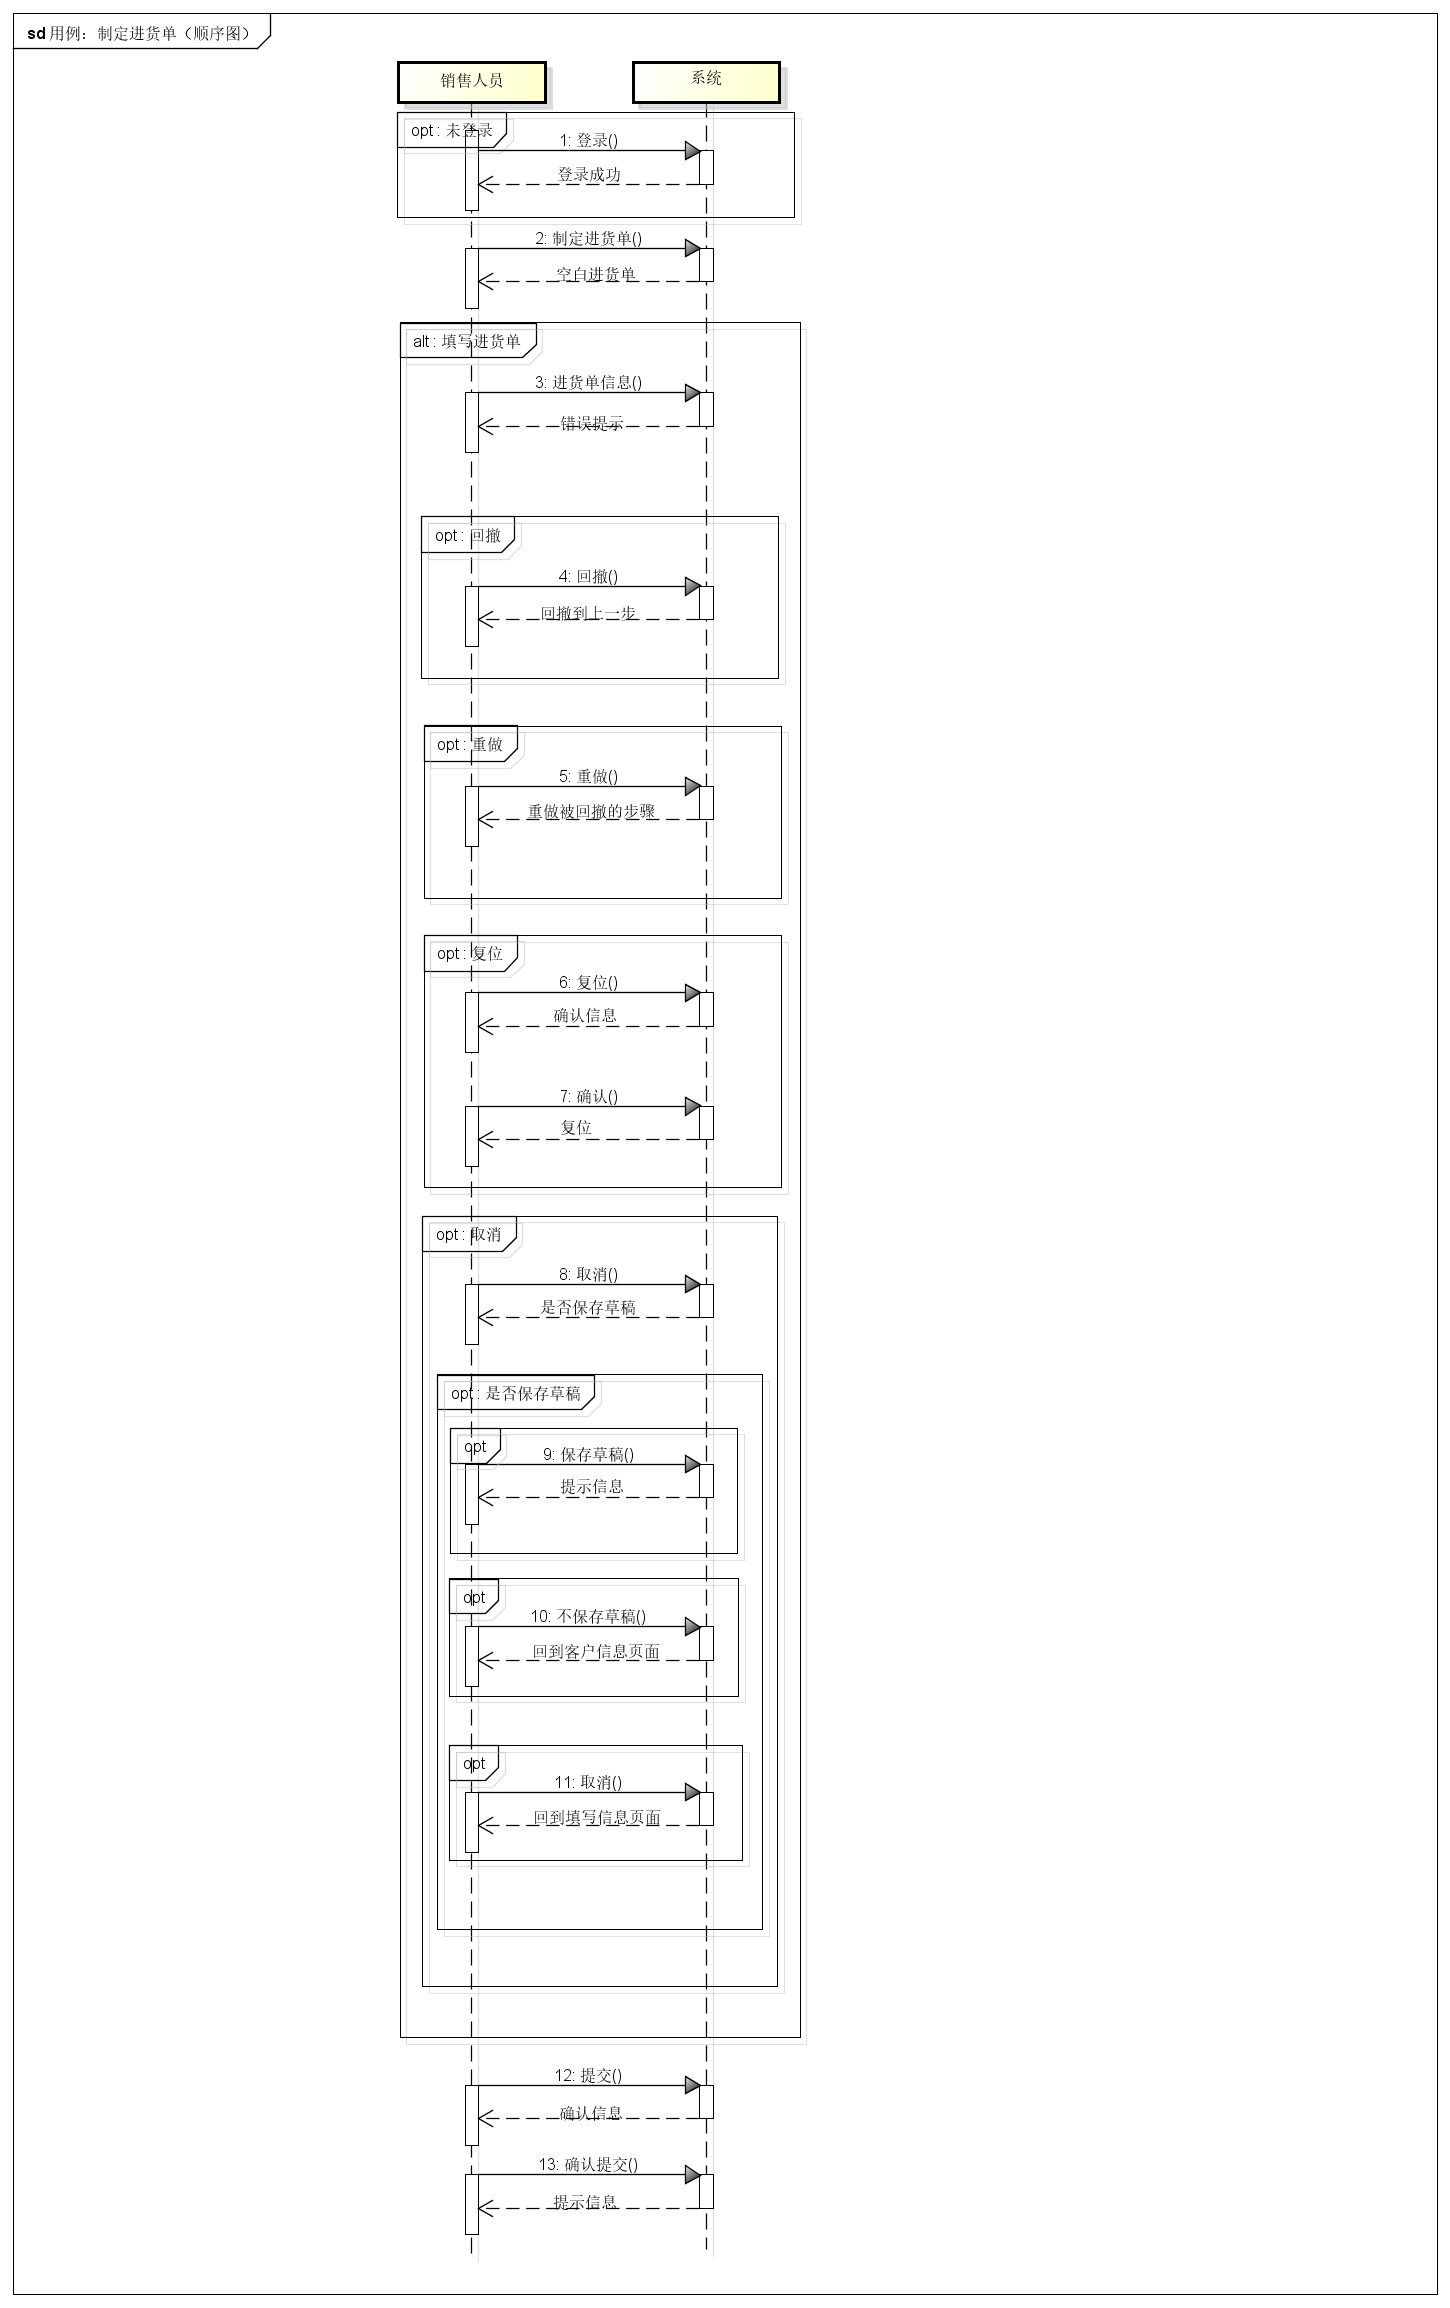 sd 用例：制定进货单（顺序图）
销售人员
系统
opt : 未登录
1: 登录()
登录成功
2: 制定进货单()
空白进货单
alt : 填写进货单
3: 进货单信息()
错误提示
opt : 回撤
4: 回撤()
回撤到上一步
opt : 重做
5: 重做()
重做被回撤的步骤
opt : 复位
6: 复位()
确认信息
7: 确认()
复位
opt : 取消
8: 取消()
是否保存草稿
opt : 是否保存草稿
opt
9: 保存草稿()
提示信息
opt
10: 不保存草稿()
回到客户信息页面
opt
11: 取消()
回到填写信息页面
12: 提交()
确认信息
13: 确认提交()
提示信息